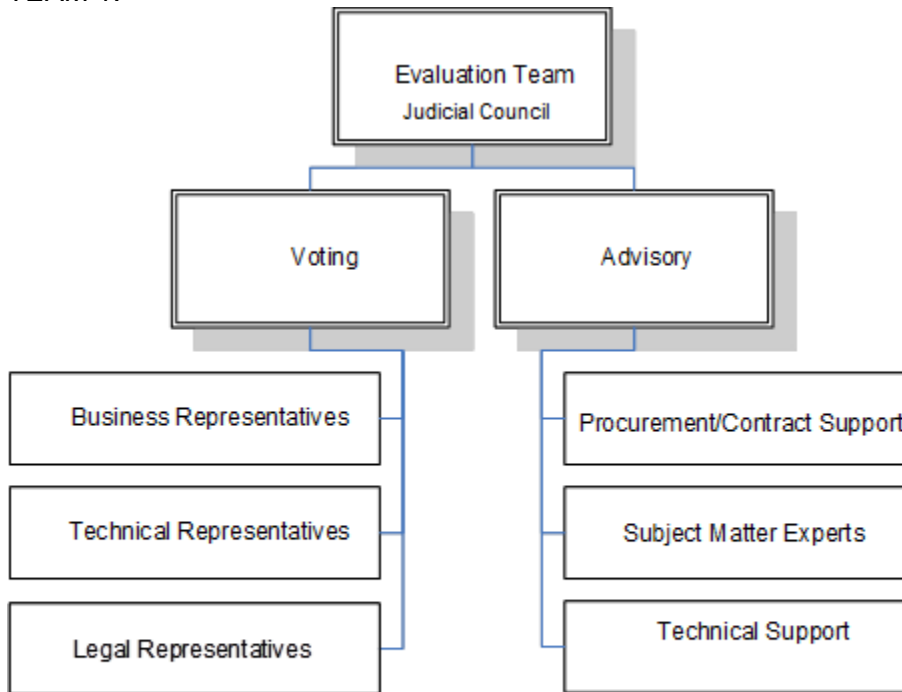 Evaluation Team
Judicial Council
Voting
Advisory
Business Representatives
Procurement/Contract Support
Technical Representatives
Subject Matter Experts
Legal Representatives
Technical Support